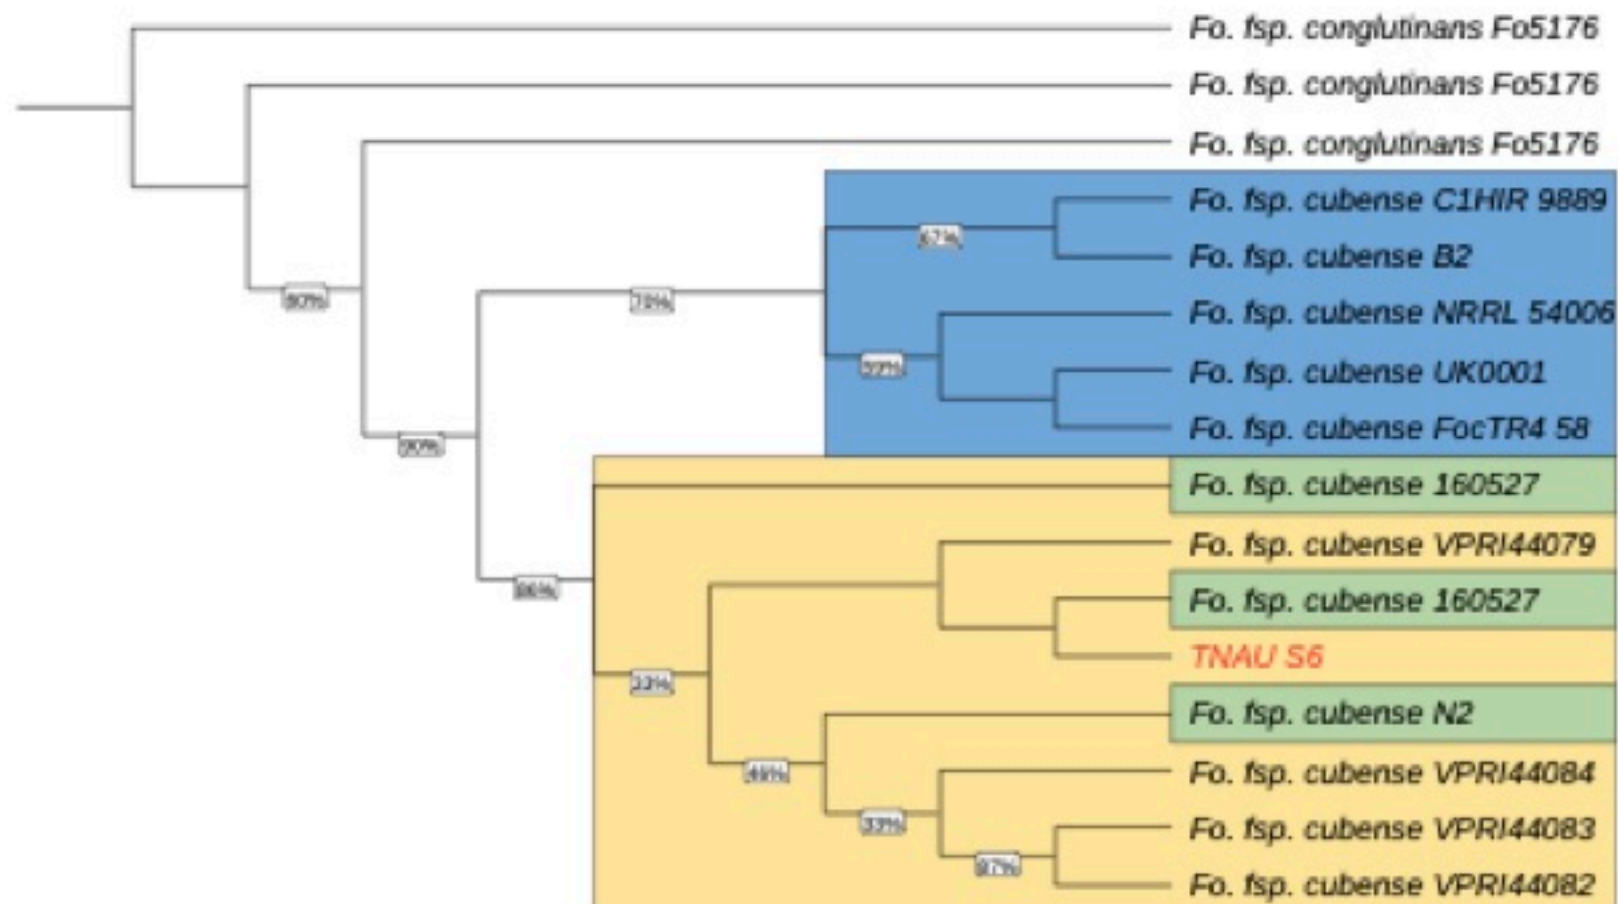 Fo. fsp. conglutinans Fo5176
Fo. fsp. conglutinans Fo5176
Fo. fsp. conglutinans Fo5176
Fo. fsp. cubense C1HIR 9889
67%
Fo. fsp. cubense B2
Fo. fsp. cubense NRRL 54006
Fo. fsp. cubense UK0001
Fo. fsp. cubense FocTR4 58
90%
Fo. fsp. cubense 160527
Fo. fsp. cubense VPRI44079
Fo. fsp. cubense 160527
TNAU S6
Fo. fsp. cubense N2
Fo. fsp. cubense VPRI44084
33%
Fo. fsp. cubense VPRI44083
Fo. fsp. cubense VPRI44082